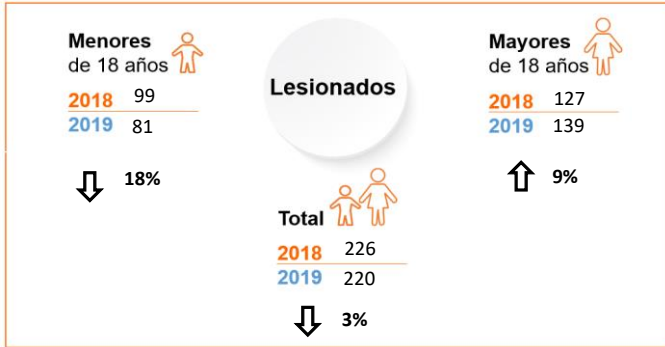 Menores
de 18 años
2018 99
2019 81
18%
Lesionados
Mayores
de 18 años
2018 127
2019 139
9%
Total
2018 226
2019 220
3%